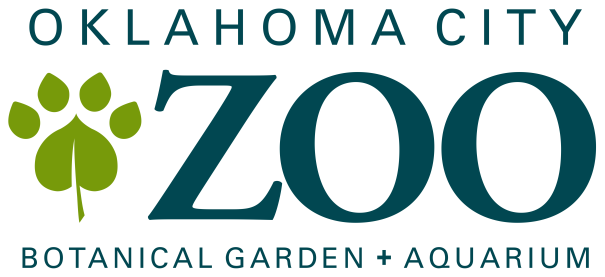 OKLAHOMA CITY
ZOO
BOTANICAL GARDEN + AQUARIUM